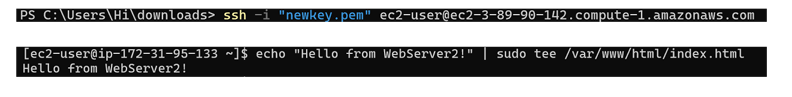 PS C:\Users\Hi\downloads> ssh -i "newkey.pem" ec2-user@ec2-3-89-90-142.compute-1.amazonaws.com
[ec2-user@ip-172-31-95-133 ~]$ echo "Hello from WebServer2!" | sudo tee /var/www/html/index.html
Hello from WebServer2!